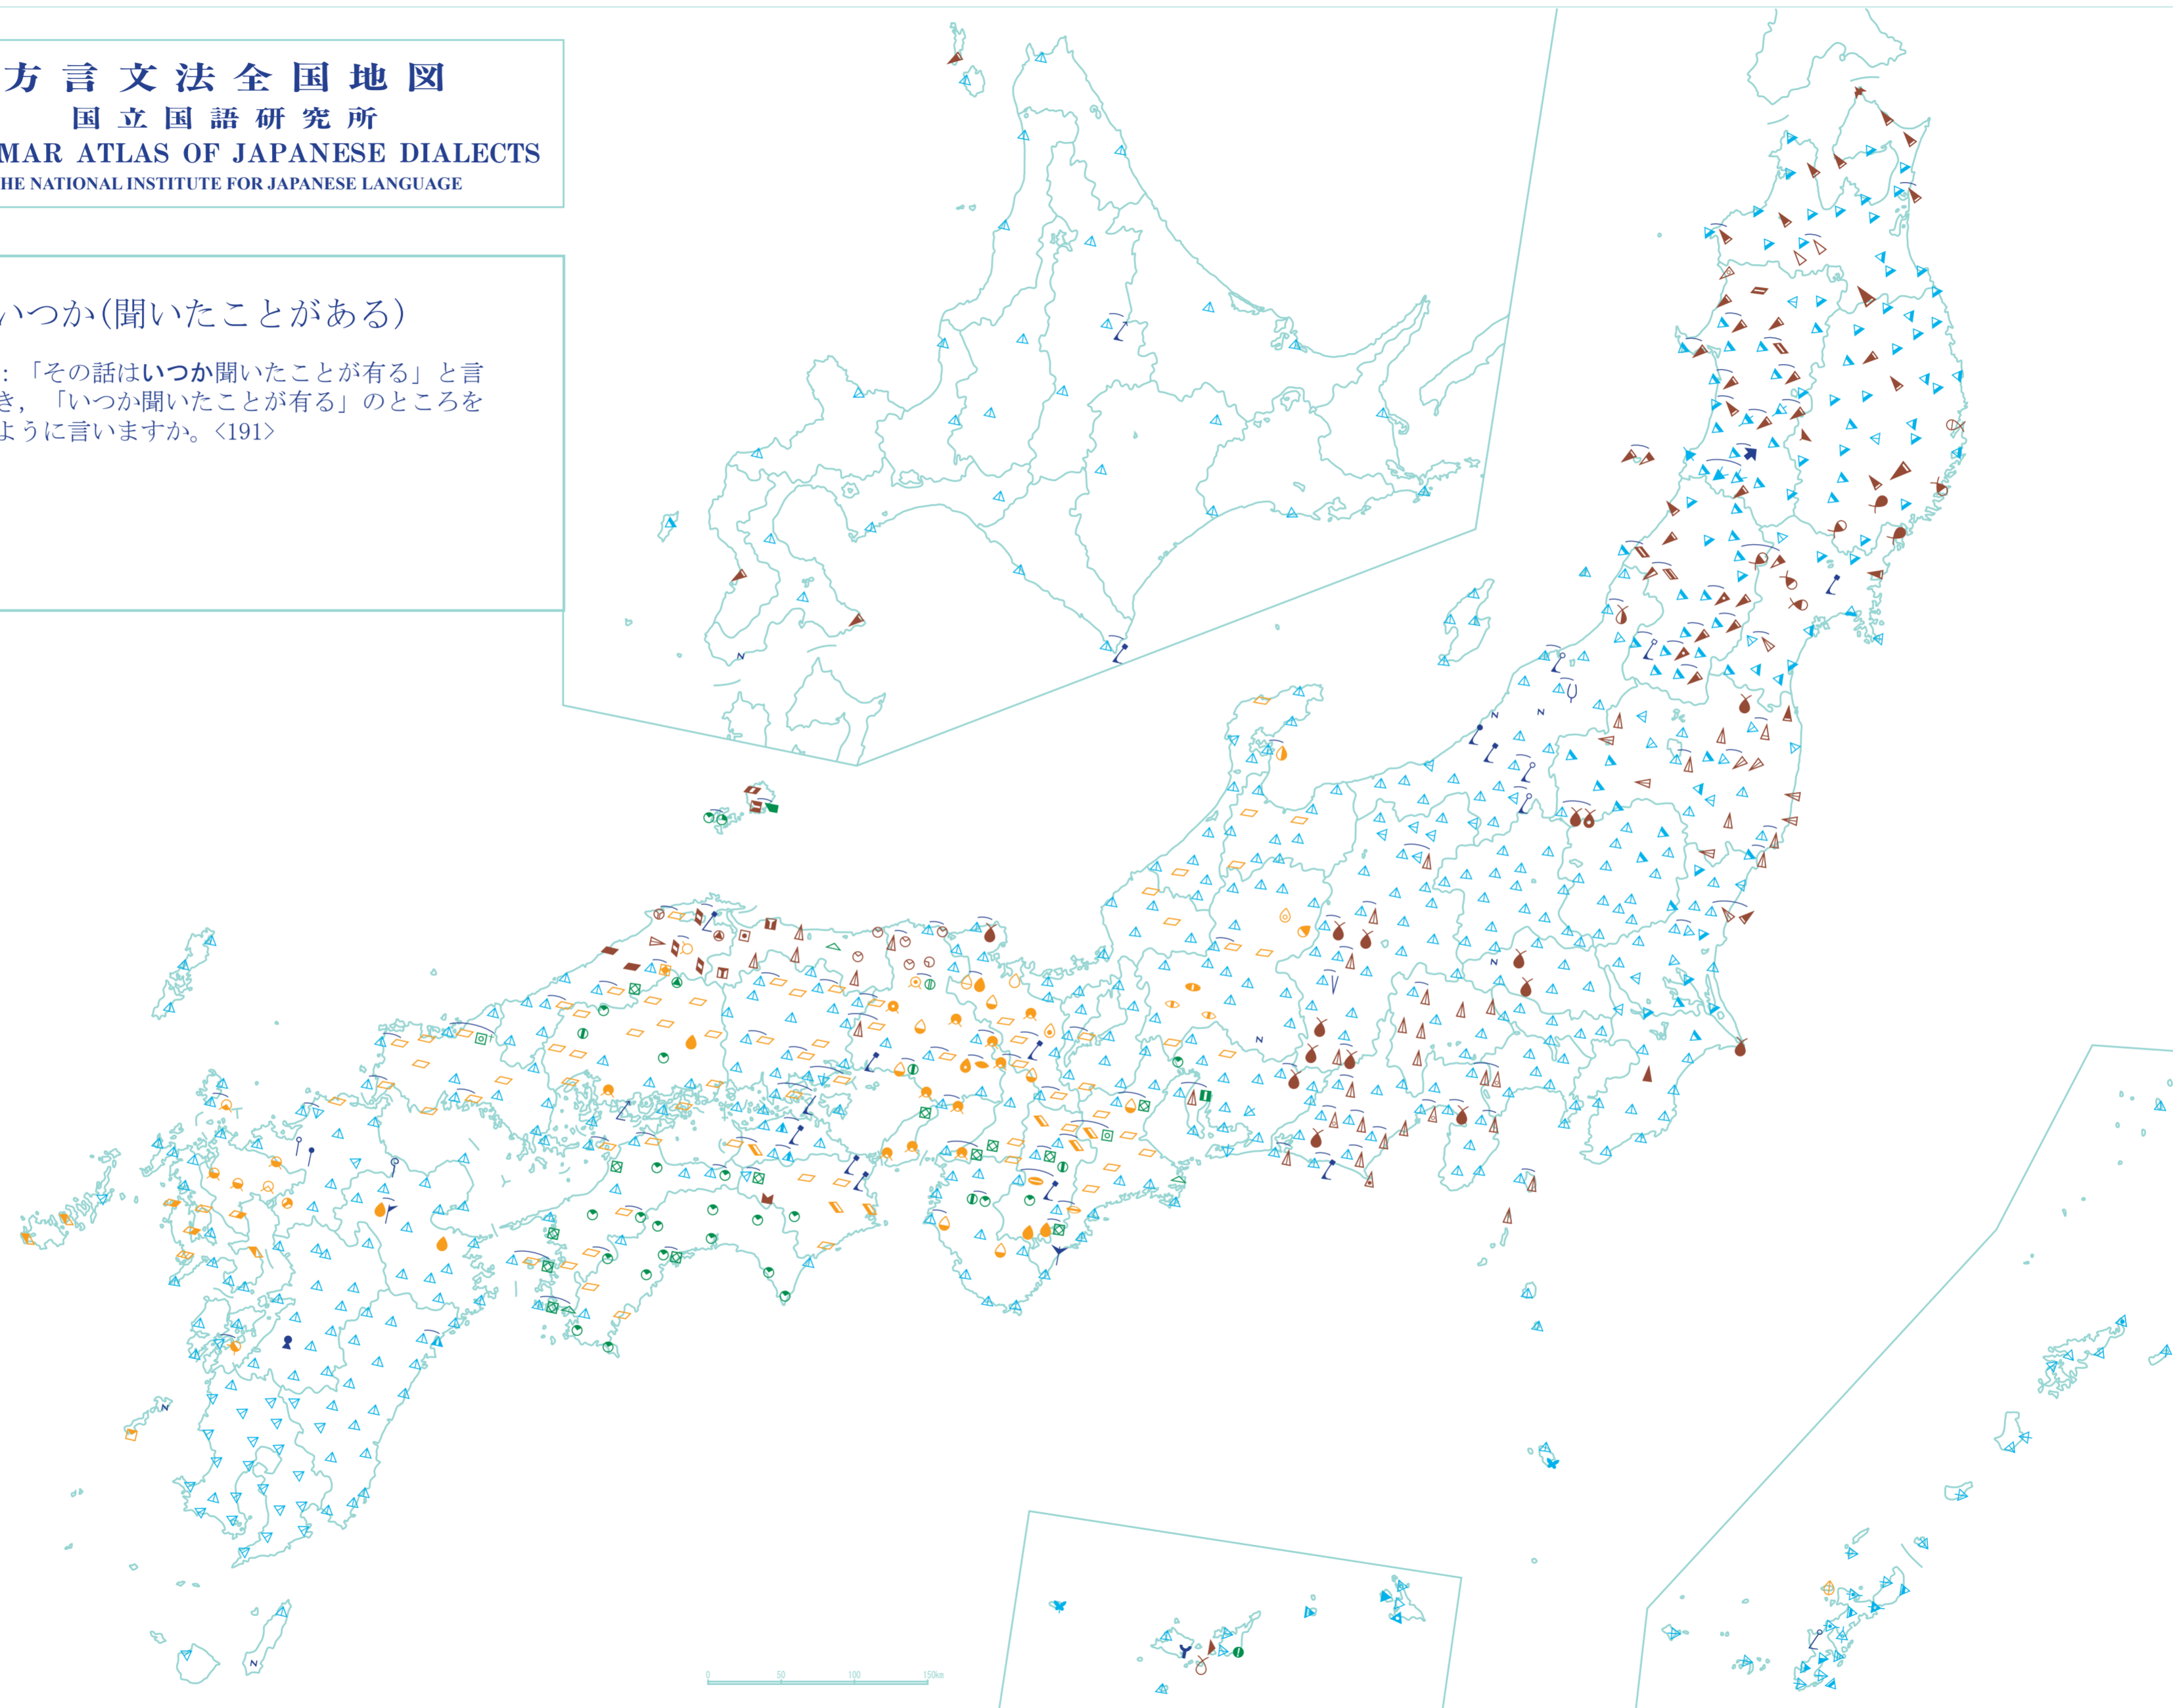 方言文法全国地図
国立国語研究所
MAR ATLAS OF JAPANESE DIALECTS
HE NATIONAL INSTITUTE FOR JAPANESE LANGUAGE
いつか(聞いたことがある)
:「その話はいつか聞いたことが有る」と言
き,「いつか聞いたことが有る」のところを
ように言いますか。<191>
0 50 100 150km